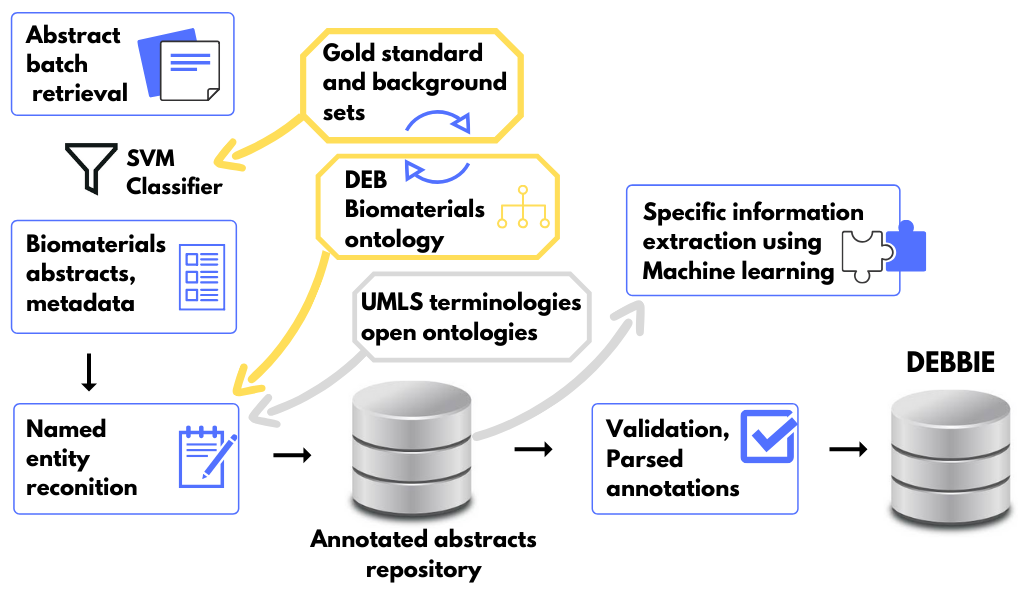 Abstract
batch
retrieval
Gold standard
and background
sets
SVM
Classifier
DEB
Biomaterials
ontology
Specific information
extraction using
Machine learning
Biomaterials
abstracts,
metadata
UMLS terminologies
open ontologies
DEBBIE
Named
entity
reconition
Validation,
Parsed
annotations
Annotated abstracts
repository